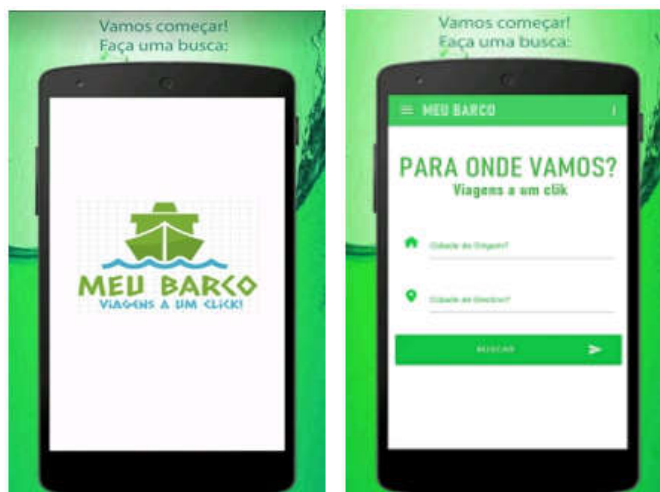 Vamos começar!
Faça uma busca:
MEU BARCO
VIAGENS A UM CLICK!
Vamos começar!
Faça uma busca:
MEU BARCO
PARA ONDE VAMOS?
Viagens a um clik
Cidade de Origem?
Cidade de Destino?
BUSCAR